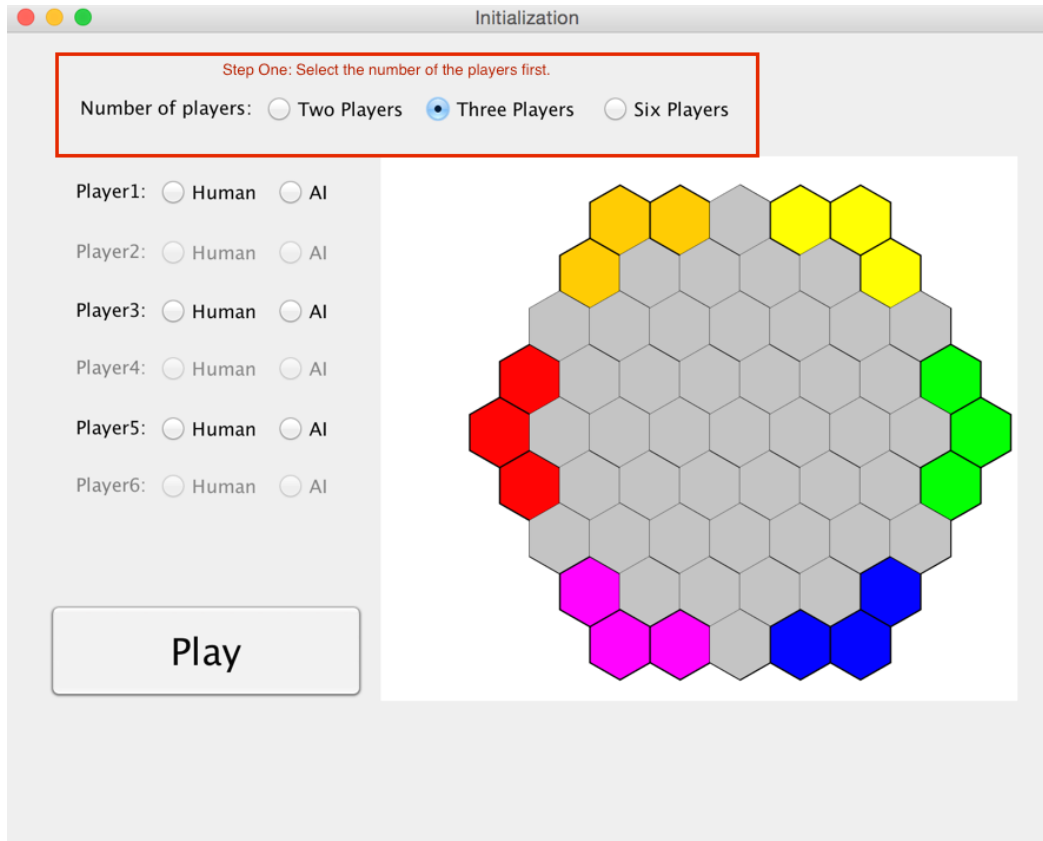 Initialization
Step One: Select the number of the players first.
Number of players: Two Players Three Players Six Players
Player1: Human AI
Player2: Human AI
Player3: Human AI
Player4: Human AI
Player5: Human AI
Player6: Human AI
Play